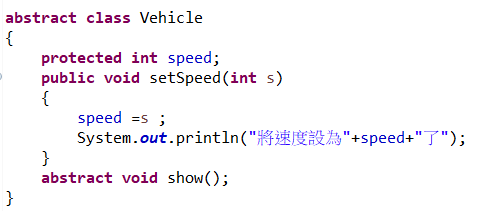 abstract class Vehicle
{
    protected int speed;
    public void setSpeed(int s)
    {
        speed =s ;
        System.out.println("將速度設為"+speed+"了");
    }
    abstract void show();
}